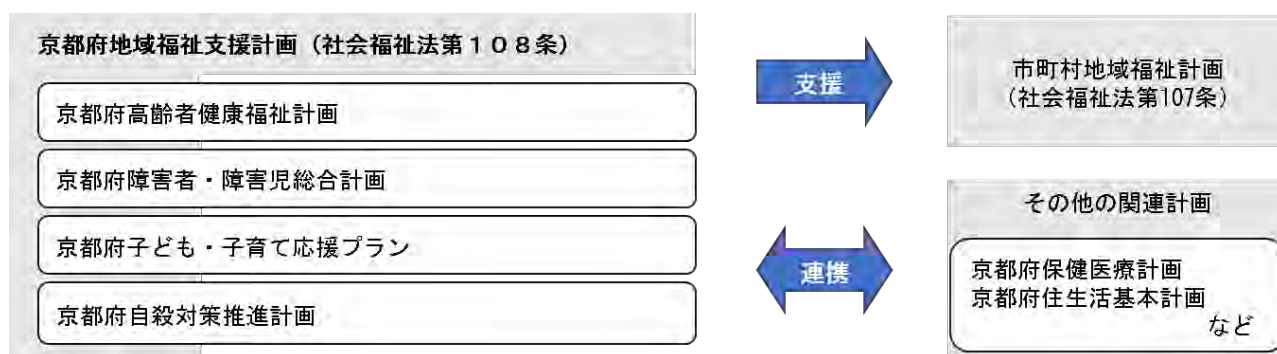 京都府地域福祉支援計画（社会福祉法第１０８条）
京都府高齢者健康福祉計画
京都府障害者・障害児総合計画
京都府子ども・子育て応援プラン
京都府自殺対策推進計画
支援
連携
市町村地域福祉計画
（社会福祉法第107条）
その他の関連計画
京都府保健医療計画
京都府住生活基本計画
など